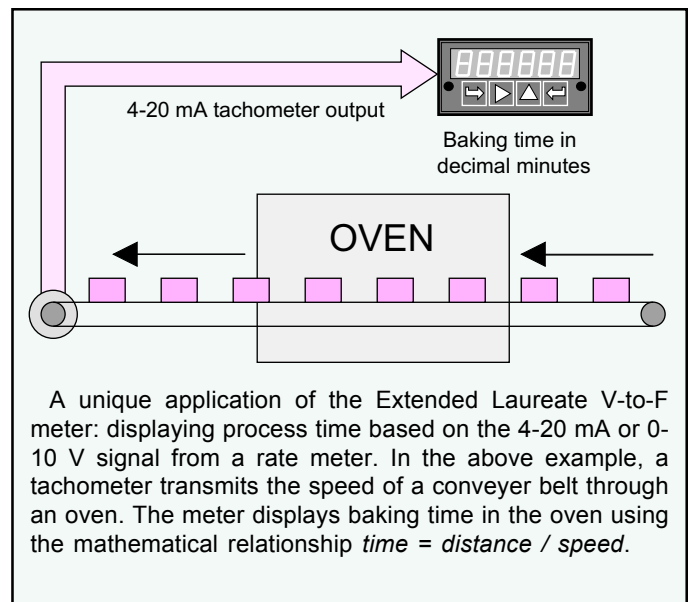 888888
4-20 mA tachometer output
Baking time in
decimal minutes
OVEN
A unique application of the Extended Laureate V-to-F
meter: displaying process time based on the 4-20 mA or 0-
10 V signal from a rate meter. In the above example, a
tachometer transmits the speed of a conveyer belt through
an oven. The meter displays baking time in the oven using
the mathematical relationship time = distance / speed.